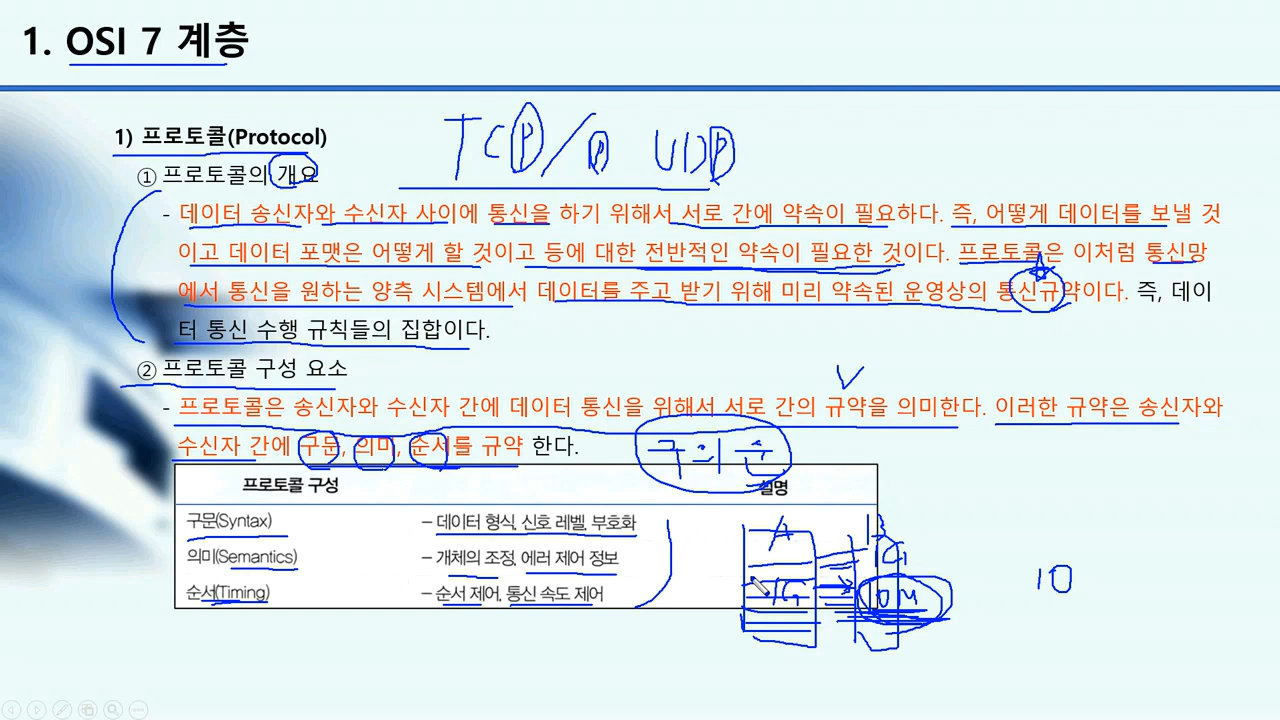 1. OSI 7 계층
1) 프로토콜(Protocol)
TCP/P UDP
① 프로토콜의 개요
- 데이터 송신자와 수신자 사이에 통신을 하기 위해서 서로 간에 약속이 필요하다. 즉, 어떻게 데이터를 보낼 것
이고 데이터 포맷은 어떻게 할 것이고 등에 대한 전반적인 약속이 필요한 것이다. 프로토콜은 이처럼 통신망
에서 통신을 원하는 양측 시스템에서 데이터를 주고 받기 위해 미리 약속된 운영상의 통신규약이다. 즉, 데이
터 통신 수행 규칙들의 집합이다.
② 프로토콜 구성 요소
- 프로토콜은 송신자와 수신자 간에 데이터 통신을 위해서 서로 간의 규약을 의미한다. 이러한 규약은 송신자와
수신자 간에 구문, 의미, 순서를 규약 한다.
구의순
프로토콜 구성 설명
구문(Syntax) – 데이터 형식, 신호 레벨, 부호화
의미(Semantics) – 개체의 조정, 에러 제어 정보
순서(Timing) – 순서 제어, 통신 속도 제어
A B
1G 10M
10